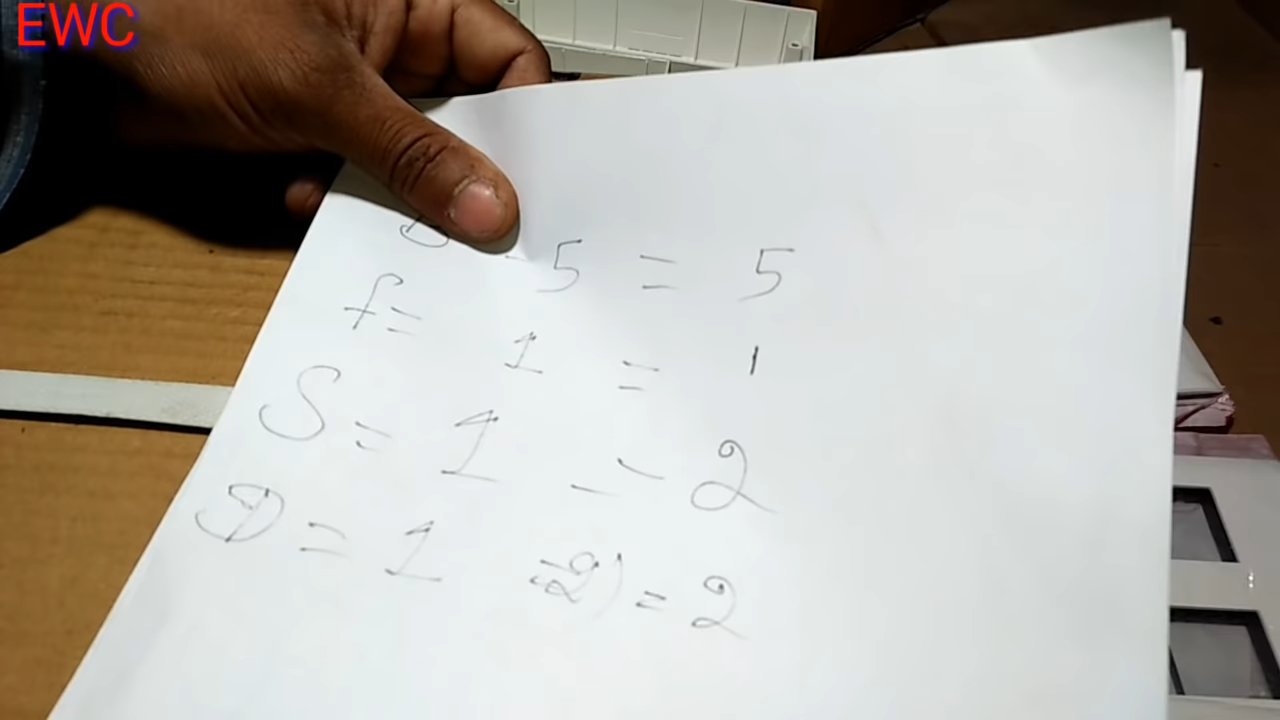 EWC
5 = 5
f= 1 = 1
S = 1 - - 2
D = 1 = 2